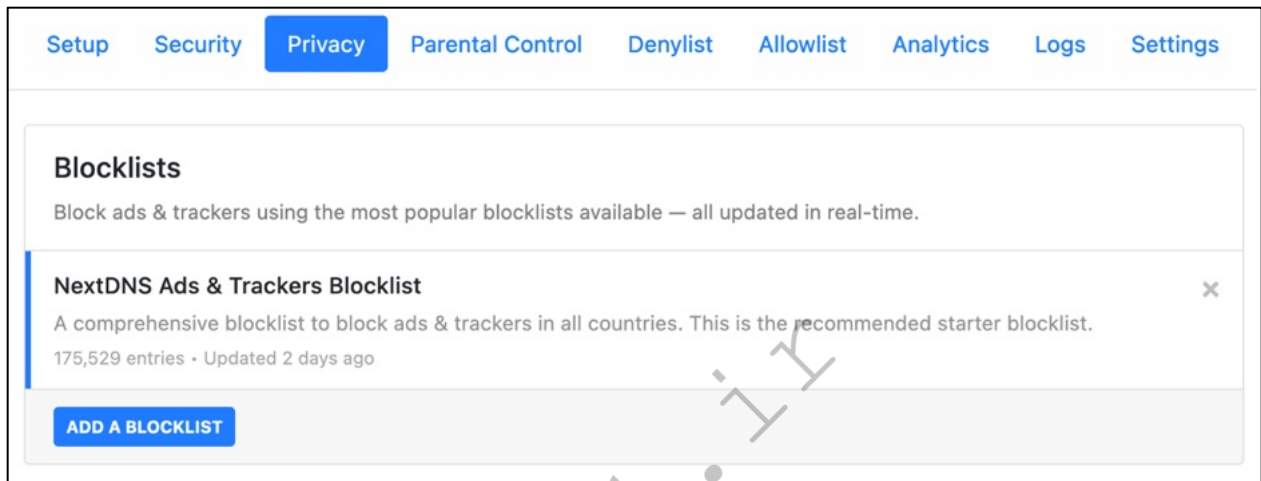 Setup Security Privacy Parental Control Denylist Allowlist Analytics Logs Settings
Blocklists
Block ads & trackers using the most popular blocklists available — all updated in real-time.
NextDNS Ads & Trackers Blocklist
A comprehensive blocklist to block ads & trackers in all countries. This is the recommended starter blocklist.
175,529 entries • Updated 2 days ago
ADD A BLOCKLIST
.ir